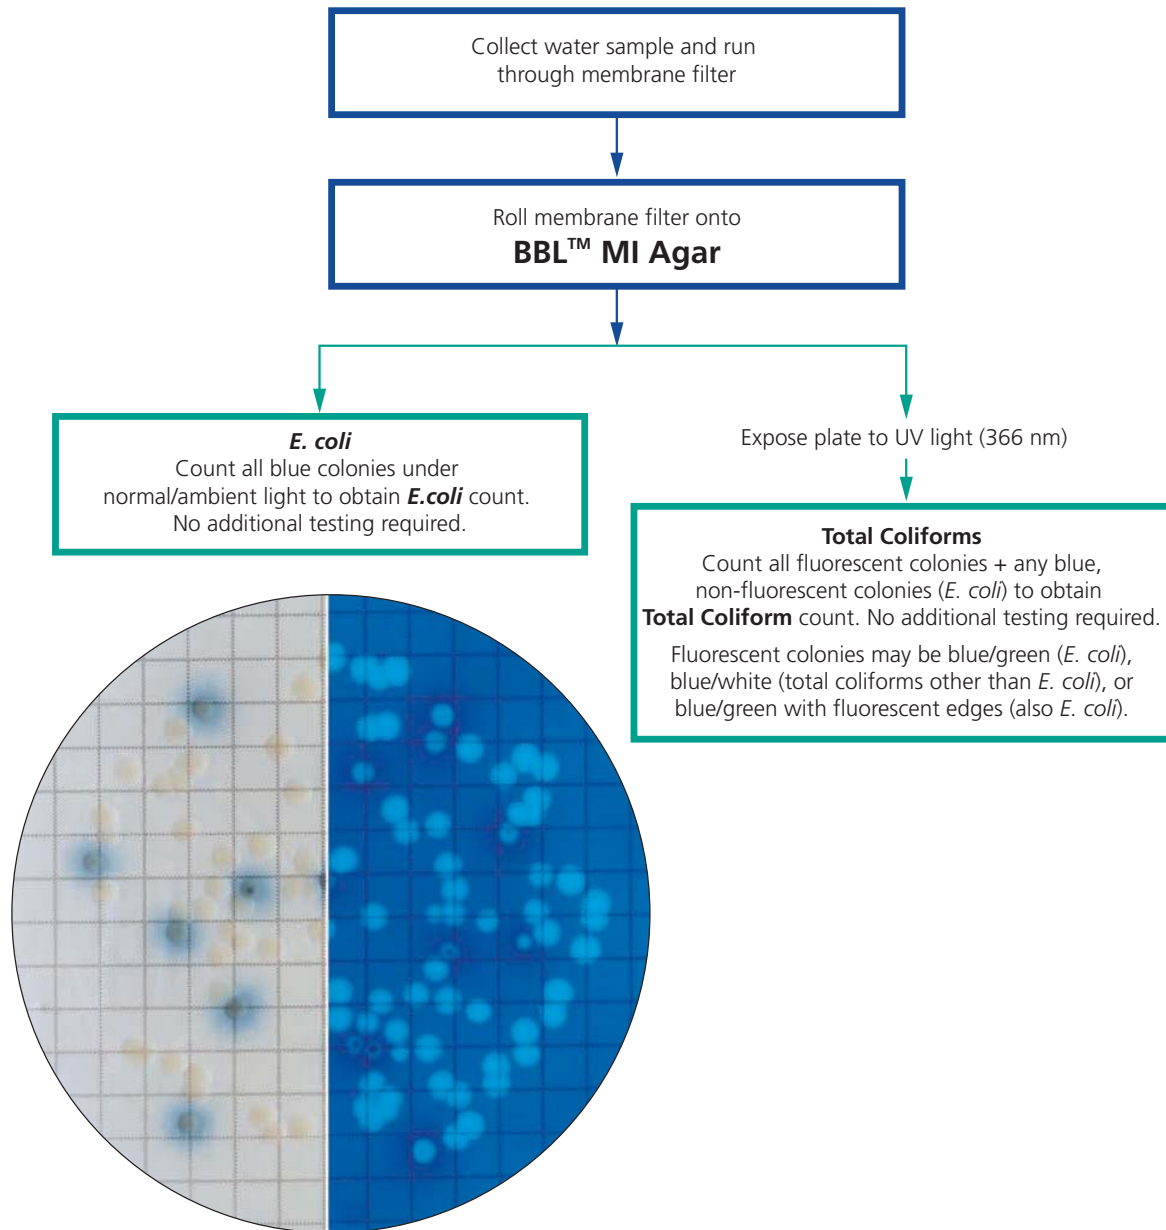 Collect water sample and run
through membrane filter
Roll membrane filter onto
BBL™ MI Agar
E. coli
Count all blue colonies under
normal/ambient light to obtain E.coli count.
No additional testing required.
Expose plate to UV light (366 nm)
Total Coliforms
Count all fluorescent colonies + any blue,
non-fluorescent colonies (E. coli) to obtain
Total Coliform count. No additional testing required.
Fluorescent colonies may be blue/green (E. coli),
blue/white (total coliforms other than E. coli), or
blue/green with fluorescent edges (also E. coli).